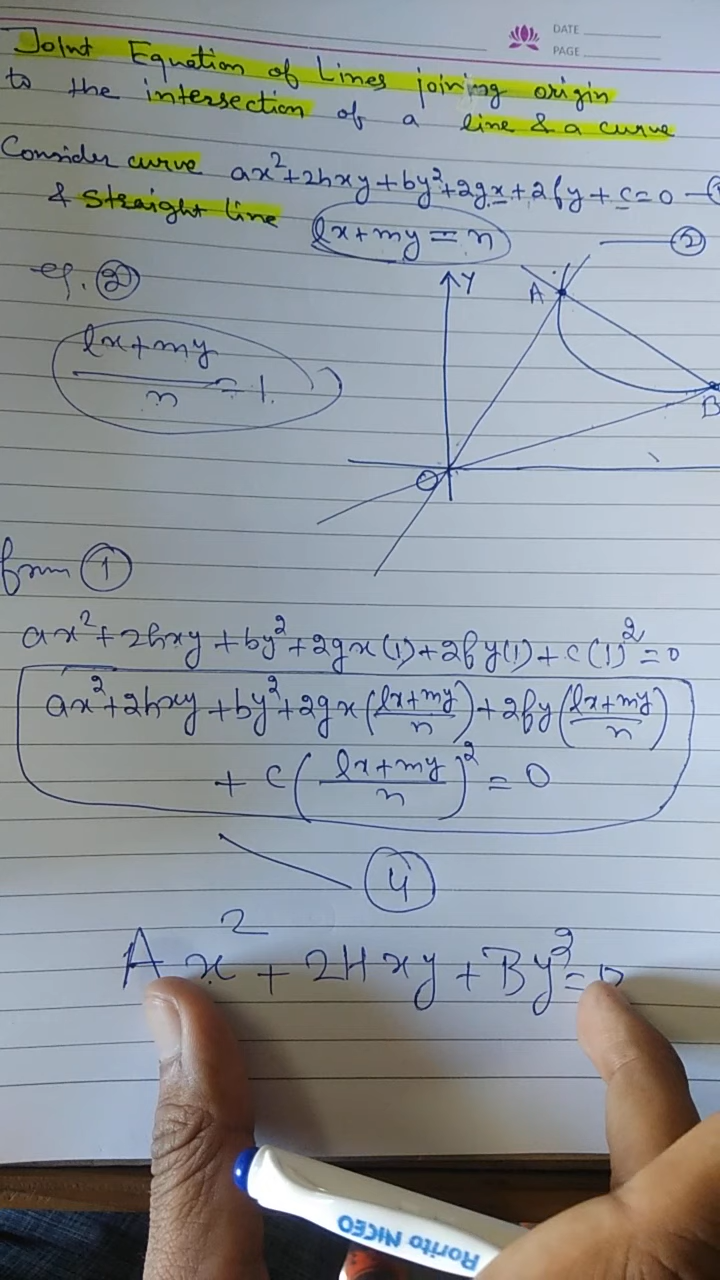 DATE
PAGE
Joint Equation of Lines joining origin
to the intersection of a line & a curve
Consider curve ax²+2hxy+by²+2gx+2fy+c=0 —①
& straight line lx+my=n —②
eq. ②
(lx+my)/n = 1
Y
A
B
O
from ①
ax²+2hxy+by²+2gx(1)+2fy(1)+c(1)²=0
ax²+2hxy+by²+2gx((lx+my)/n)+2fy((lx+my)/n)
+ c((lx+my)/n)² = 0
④
Ax²+2Hxy+By²=0
Rorito NICEO